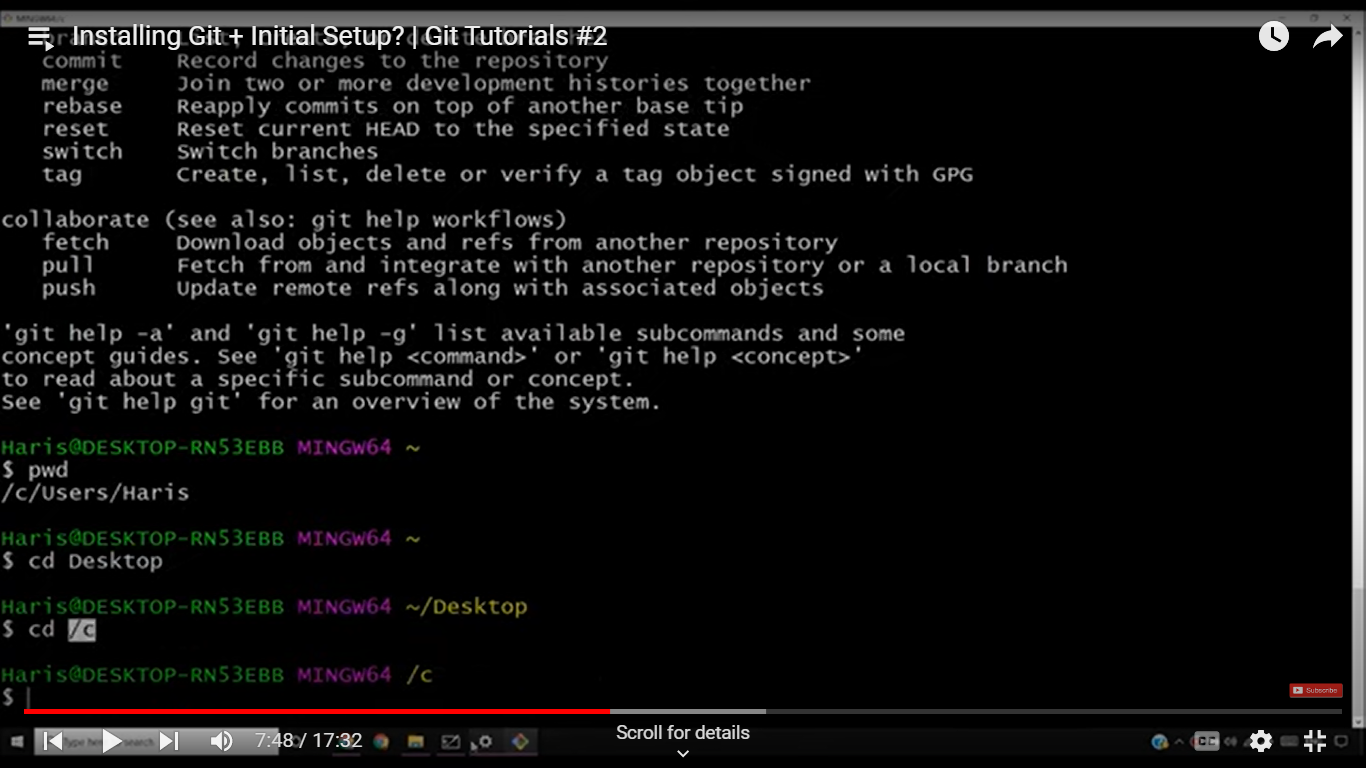 MINGW64:/c
Installing Git + Initial Setup? | Git Tutorials #2
commit Record changes to the repository
merge Join two or more development histories together
rebase Reapply commits on top of another base tip
reset Reset current HEAD to the specified state
switch Switch branches
tag Create, list, delete or verify a tag object signed with GPG
collaborate (see also: git help workflows)
fetch Download objects and refs from another repository
pull Fetch from and integrate with another repository or a local branch
push Update remote refs along with associated objects
'git help -a' and 'git help -g' list available subcommands and some
concept guides. See 'git help <command>' or 'git help <concept>'
to read about a specific subcommand or concept.
See 'git help git' for an overview of the system.
Haris@DESKTOP-RN53EBB MINGW64 ~
$ pwd
/c/Users/Haris
Haris@DESKTOP-RN53EBB MINGW64 ~
$ cd Desktop
Haris@DESKTOP-RN53EBB MINGW64 ~/Desktop
$ cd /c
Haris@DESKTOP-RN53EBB MINGW64 /c
$
Subscribe
Scroll for details
7:48 / 17:32
CC